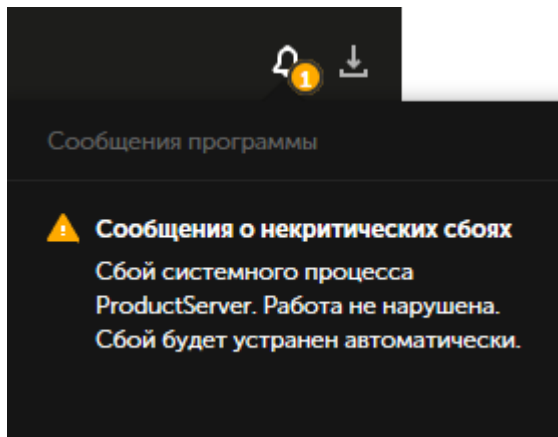 1
Сообщения программы
Сообщения о некритических сбоях
Сбой системного процесса
ProductServer. Работа не нарушена.
Сбой будет устранен автоматически.